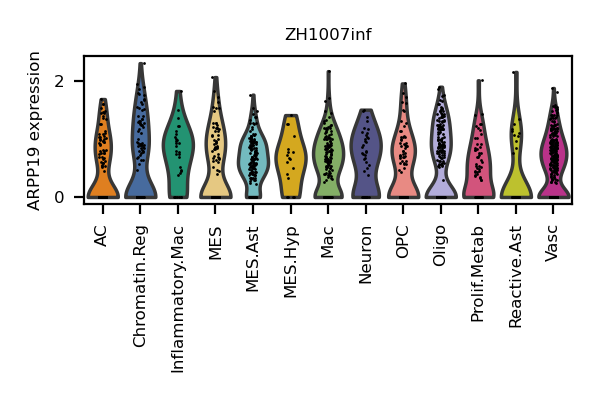 ZH1007inf
ARPP19 expression
2
0
AC
Chromatin.Reg
Inflammatory.Mac
MES
MES.Ast
MES.Hyp
Mac
Neuron
OPC
Oligo
Prolif.Metab
Reactive.Ast
Vasc